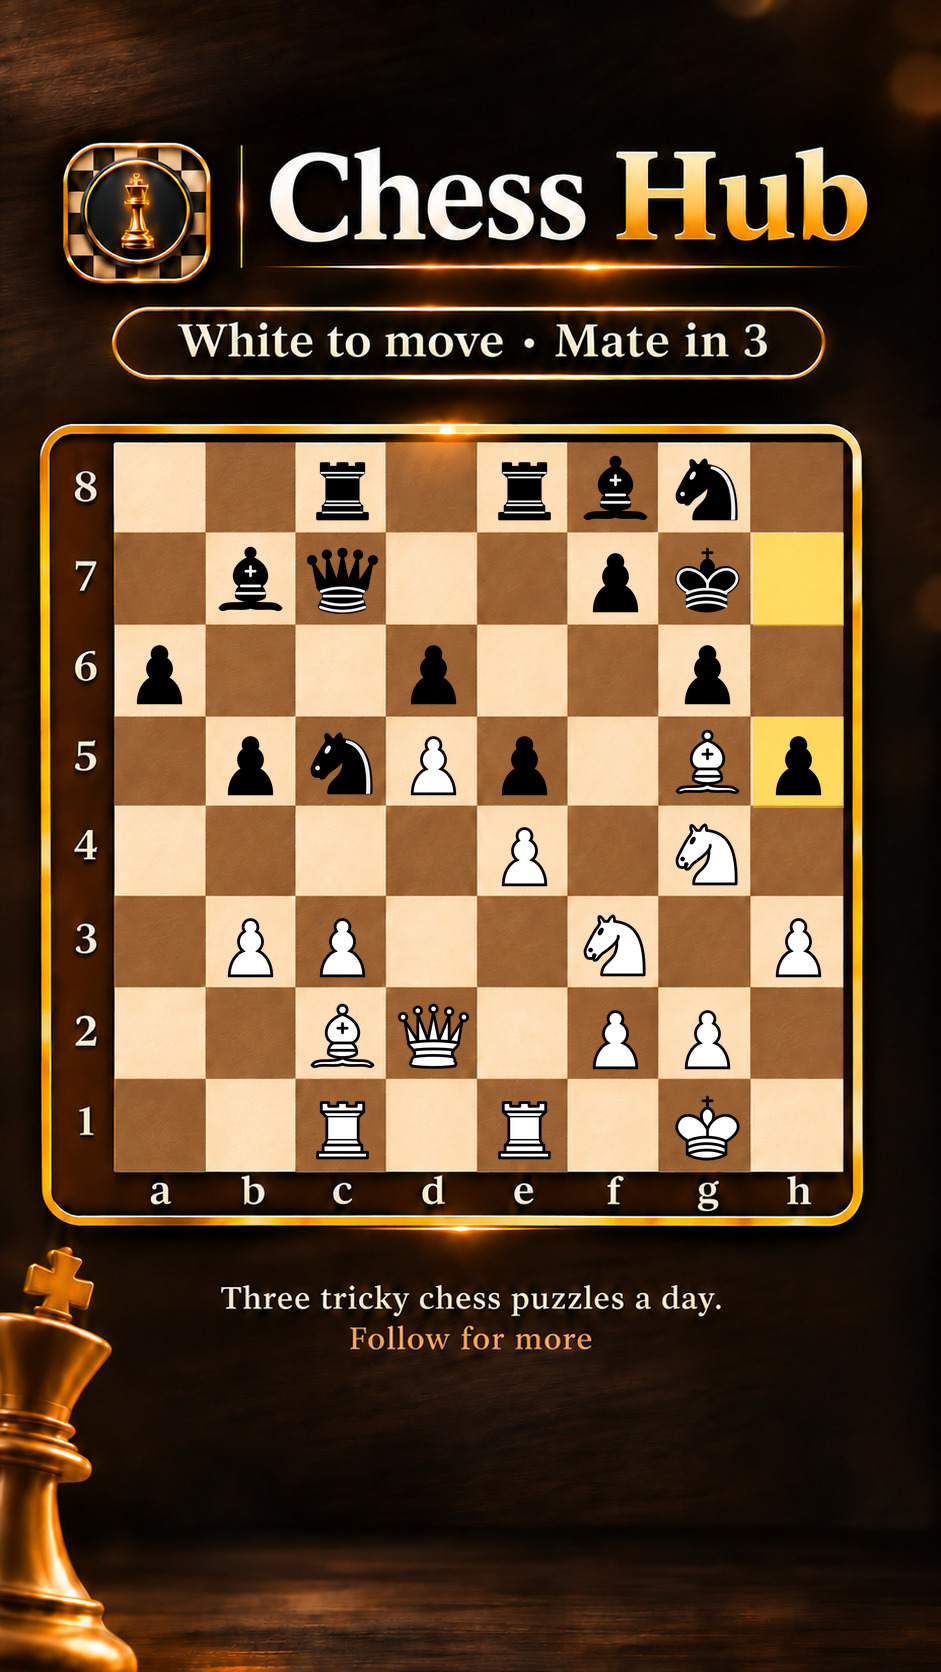 Chess Hub
White to move • Mate in 3
8
7
6
5
4
3
2
1
a b c d e f g h
Three tricky chess puzzles a day.
Follow for more